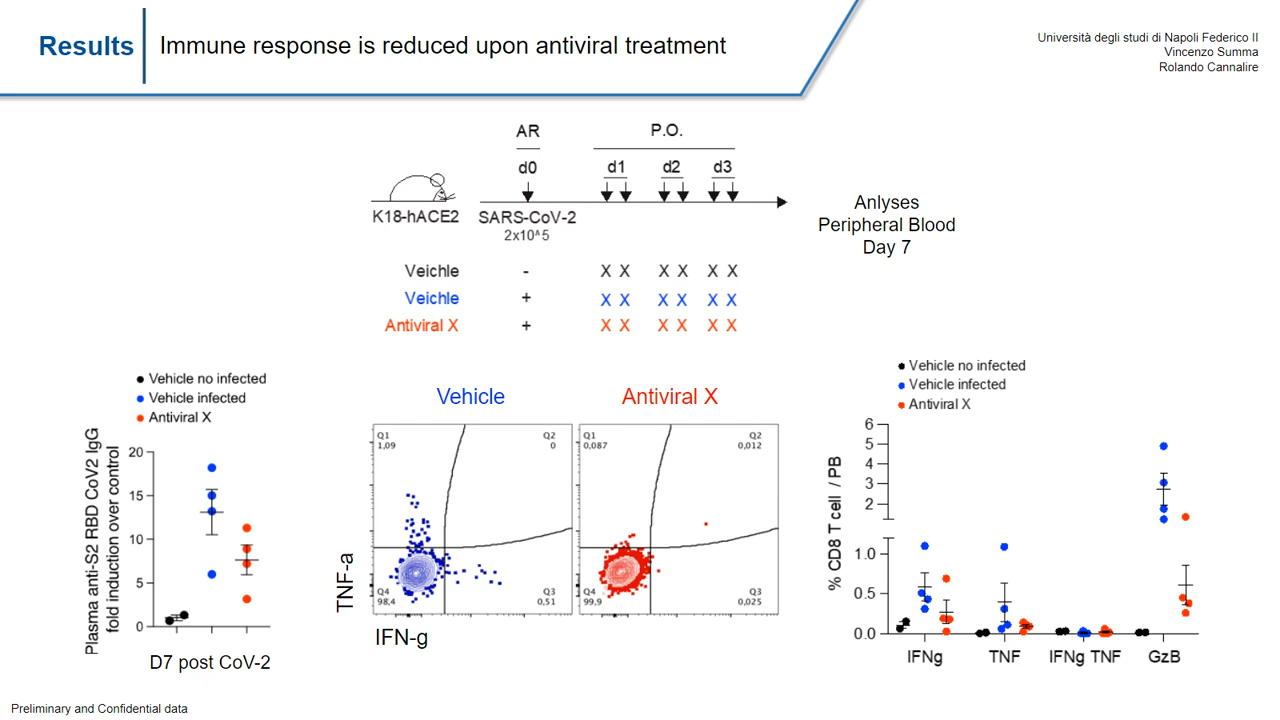 Results
Immune response is reduced upon antiviral treatment
Università degli studi di Napoli Federico II
Vincenzo Summa
Rolando Cannalire
AR
P.O.
d0
d1
d2
d3
K18-hACE2
SARS-CoV-2
2x10^5
Anlyses
Peripheral Blood
Day 7
Veichle - X X X X X X
Veichle + X X X X X X
Antiviral X + X X X X X X
Vehicle no infected
Vehicle infected
Antiviral X
Plasma anti-S2 RBD CoV2 IgG
fold induction over control
20
15
10
5
0
D7 post CoV-2
Vehicle
Antiviral X
Q1
1,09
Q2
0
Q4
98,4
Q3
0,51
Q1
0,087
Q2
0,012
Q4
99,9
Q3
0,025
TNF-a
IFN-g
Vehicle no infected
Vehicle infected
Antiviral X
% CD8 T cell / PB
6
5
4
3
2
1.0
0.5
0.0
IFNg
TNF
IFNg TNF
GzB
Preliminary and Confidential data